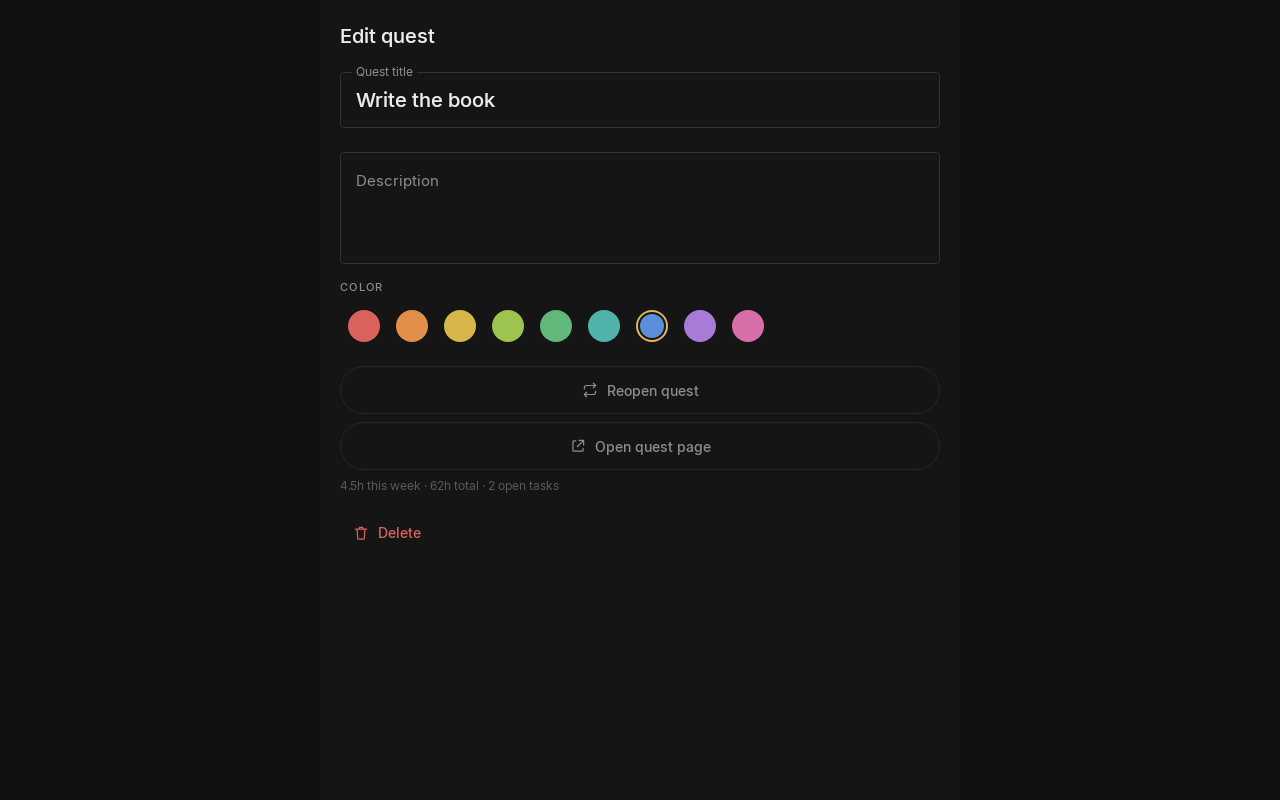 Edit quest
Quest title
Write the book
Description
COLOR
Reopen quest
Open quest page
4.5h this week · 62h total · 2 open tasks
Delete